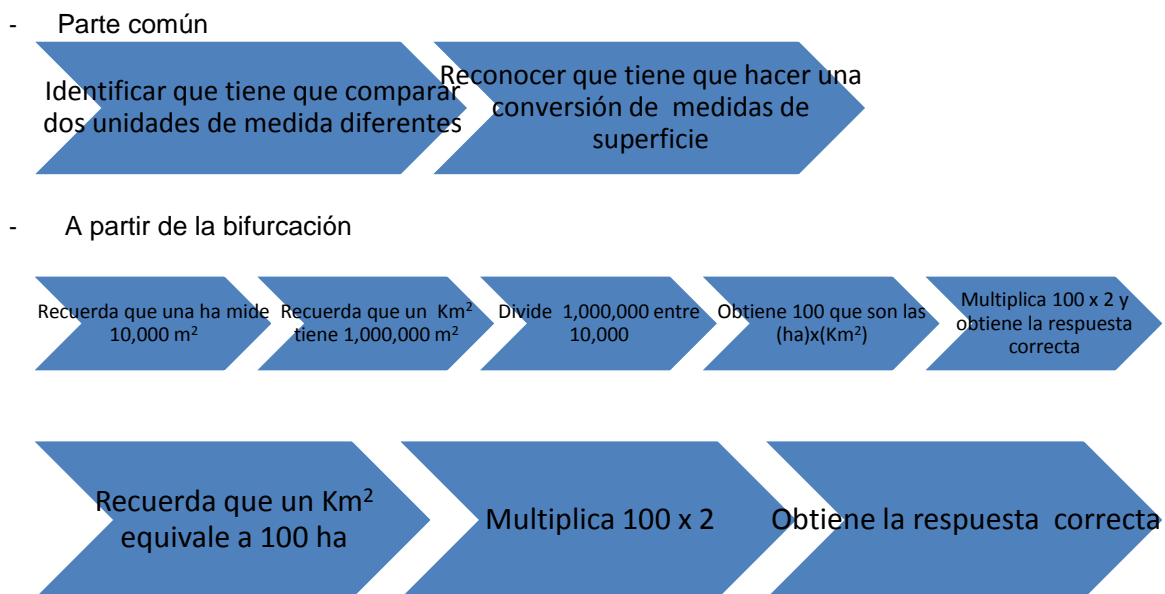 - Parte común
Identificar que tiene que comparar
dos unidades de medida diferentes
Reconocer que tiene que hacer una
conversión de medidas de
superficie
- A partir de la bifurcación
Recuerda que una ha mide
10,000 m²
Recuerda que un Km²
tiene 1,000,000 m²
Divide 1,000,000 entre
10,000
Obtiene 100 que son las
(ha)x(Km²)
Multiplica 100 x 2 y
obtiene la respuesta
correcta
Recuerda que un Km²
equivale a 100 ha
Multiplica 100 x 2
Obtiene la respuesta correcta